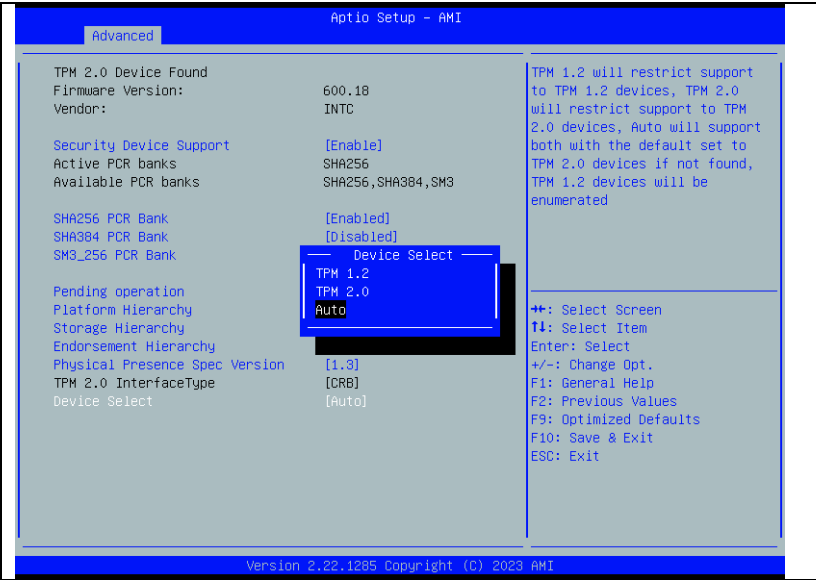 Aptio Setup - AMI
Advanced
TPM 2.0 Device Found
Firmware Version: 600.18
Vendor: INTC
Security Device Support [Enable]
Active PCR banks SHA256
Available PCR banks SHA256,SHA384,SM3
SHA256 PCR Bank [Enabled]
SHA384 PCR Bank [Disabled]
SM3_256 PCR Bank
Pending operation
Platform Hierarchy
Storage Hierarchy
Endorsement Hierarchy
Physical Presence Spec Version [1.3]
TPM 2.0 InterfaceType [CRB]
Device Select [Auto]
Device Select
TPM 1.2
TPM 2.0
Auto
TPM 1.2 will restrict support
to TPM 1.2 devices, TPM 2.0
will restrict support to TPM
2.0 devices, Auto will support
both with the default set to
TPM 2.0 devices if not found,
TPM 1.2 devices will be
enumerated
→←: Select Screen
↑↓: Select Item
Enter: Select
+/-: Change Opt.
F1: General Help
F2: Previous Values
F9: Optimized Defaults
F10: Save & Exit
ESC: Exit
Version 2.22.1285 Copyright (C) 2023 AMI